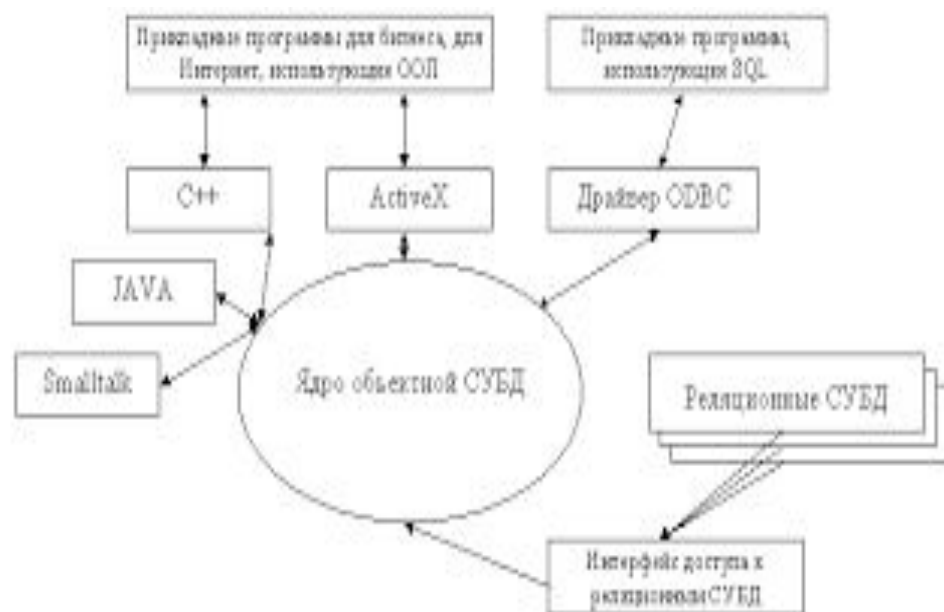 Прикладные программы для бизнеса, для
Интернет, использующие ООП
Прикладные программы,
использующие SQL
C++
ActiveX
Драйвер ODBC
JAVA
Smalltalk
Ядро объектной СУБД
Реляционные СУБД
Интерфейс доступа к
реляционным СУБД